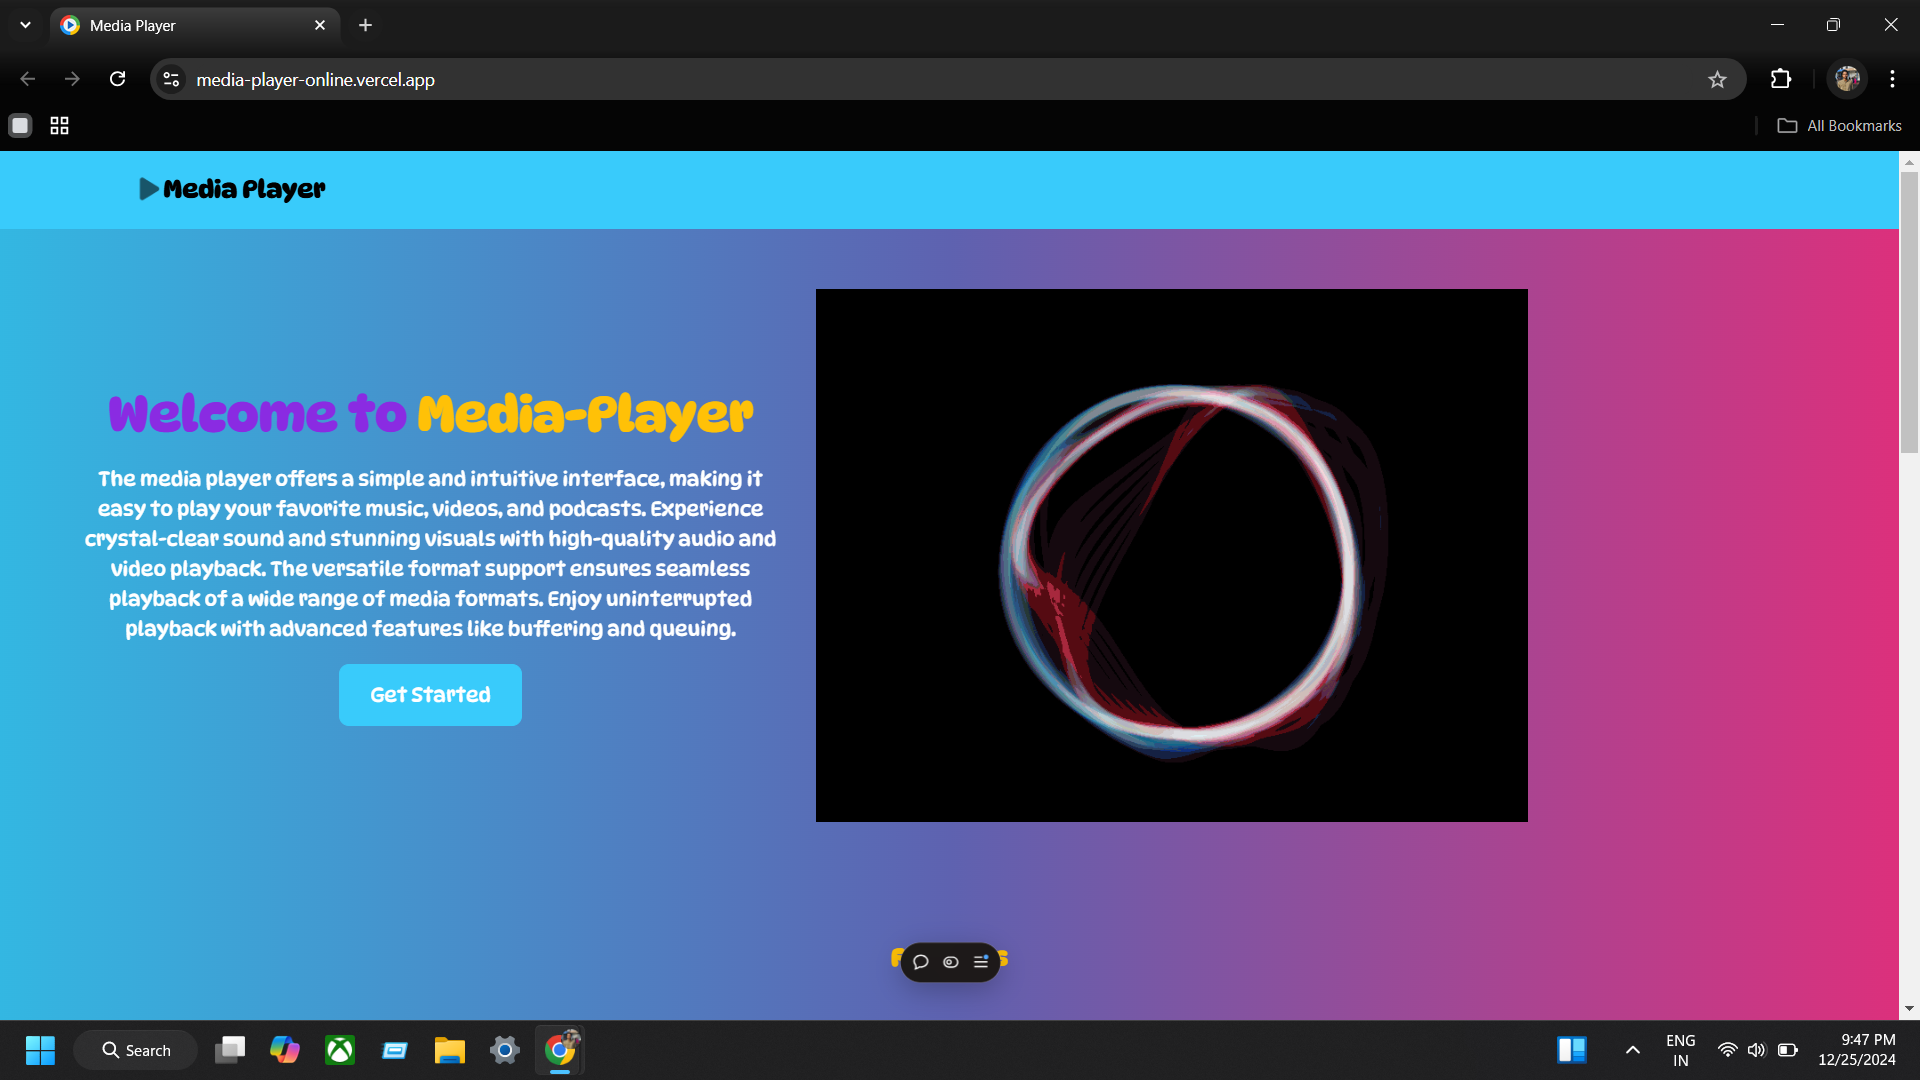 Media Player
media-player-online.vercel.app
All Bookmarks
Media Player
Welcome to Media-Player
The media player offers a simple and intuitive interface, making it
easy to play your favorite music, videos, and podcasts. Experience
crystal-clear sound and stunning visuals with high-quality audio and
video playback. The versatile format support ensures seamless
playback of a wide range of media formats. Enjoy uninterrupted
playback with advanced features like buffering and queuing.
Get Started
Search
ENG
IN
9:47 PM
12/25/2024